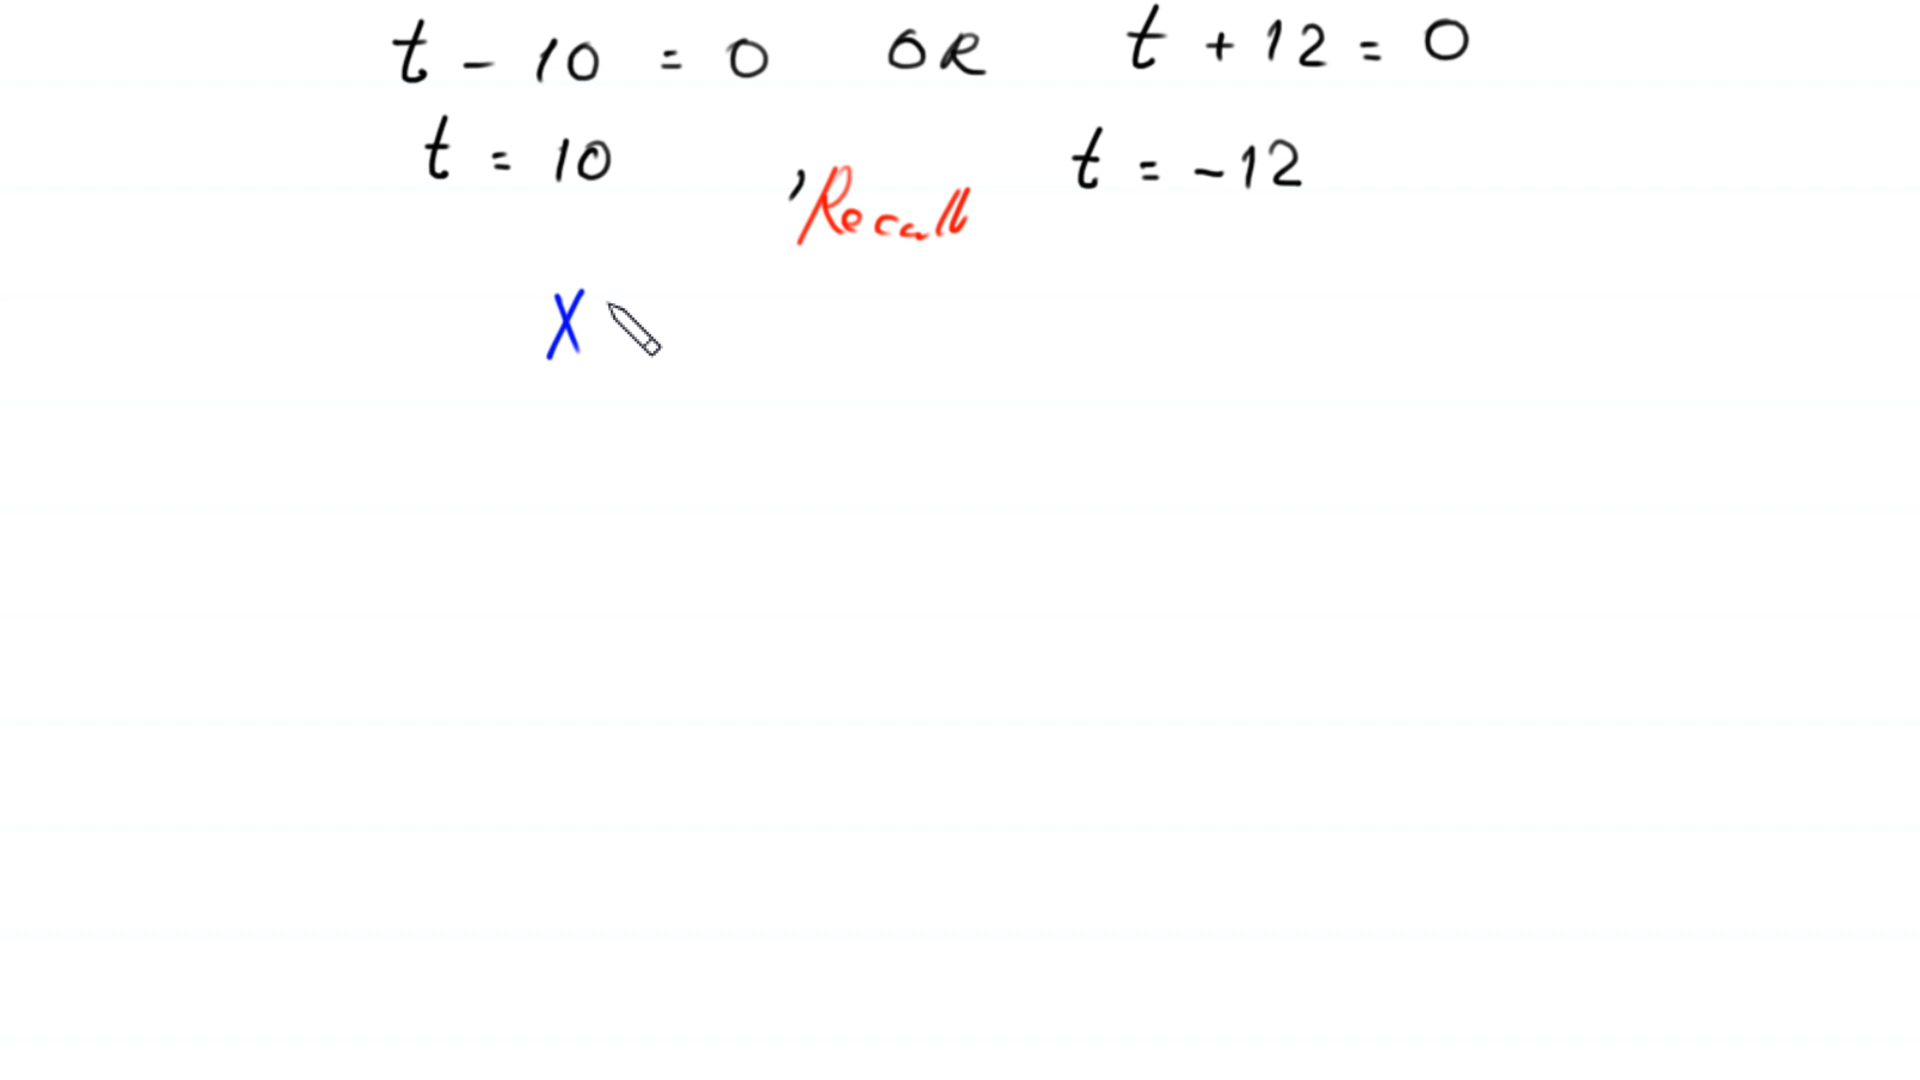 t - 10 = 0 OR t + 12 = 0
t = 10 , t = -12
Recall
X